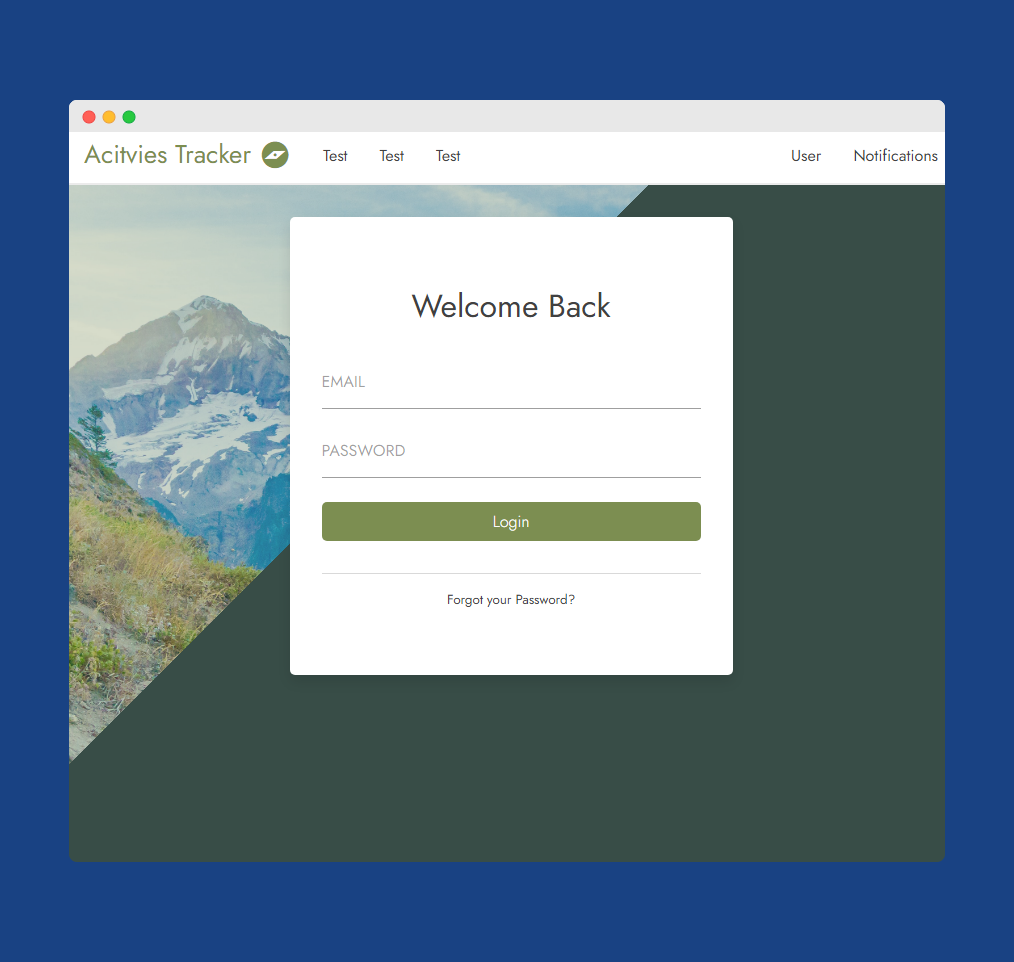 Acitvies Tracker Test Test Test User Notifications
Welcome Back
EMAIL
PASSWORD
Login
Forgot your Password?